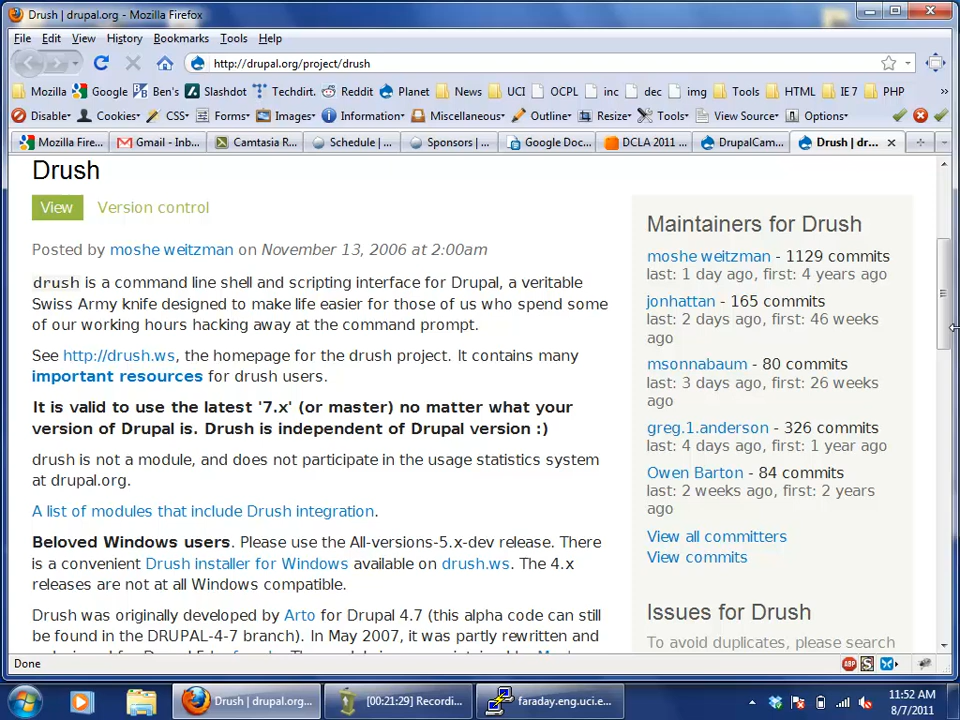 Drush | drupal.org - Mozilla Firefox
File Edit View History Bookmarks Tools Help
http://drupal.org/project/drush
Mozilla Google Ben's Slashdot Techdirt. Reddit Planet News UCI OCPL inc dec img Tools HTML IE 7 PHP »
Disable▾ Cookies▾ CSS▾ Forms▾ Images▾ Information▾ Miscellaneous▾ Outline▾ Resize▾ Tools▾ View Source▾ Options▾
Mozilla Fire... Gmail - Inb... Camtasia R... Schedule | ... Sponsors | ... Google Doc... DCLA 2011 ... DrupalCam... Drush | dr...
Drush
View Version control
Posted by moshe weitzman on November 13, 2006 at 2:00am
drush is a command line shell and scripting interface for Drupal, a veritable
Swiss Army knife designed to make life easier for those of us who spend some
of our working hours hacking away at the command prompt.
See http://drush.ws, the homepage for the drush project. It contains many
important resources for drush users.
It is valid to use the latest '7.x' (or master) no matter what your
version of Drupal is. Drush is independent of Drupal version :)
drush is not a module, and does not participate in the usage statistics system
at drupal.org.
A list of modules that include Drush integration.
Beloved Windows users. Please use the All-versions-5.x-dev release. There
is a convenient Drush installer for Windows available on drush.ws. The 4.x
releases are not at all Windows compatible.
Drush was originally developed by Arto for Drupal 4.7 (this alpha code can still
be found in the DRUPAL-4-7 branch). In May 2007, it was partly rewritten and
Maintainers for Drush
moshe weitzman - 1129 commits
last: 1 day ago, first: 4 years ago
jonhattan - 165 commits
last: 2 days ago, first: 46 weeks
ago
msonnabaum - 80 commits
last: 3 days ago, first: 26 weeks
ago
greg.1.anderson - 326 commits
last: 4 days ago, first: 1 year ago
Owen Barton - 84 commits
last: 2 weeks ago, first: 2 years
ago
View all committers
View commits
Issues for Drush
To avoid duplicates, please search
Done
ABP
Drush | drupal.org... [00:21:29] Recordi... faraday.eng.uci.e...
11:52 AM
8/7/2011